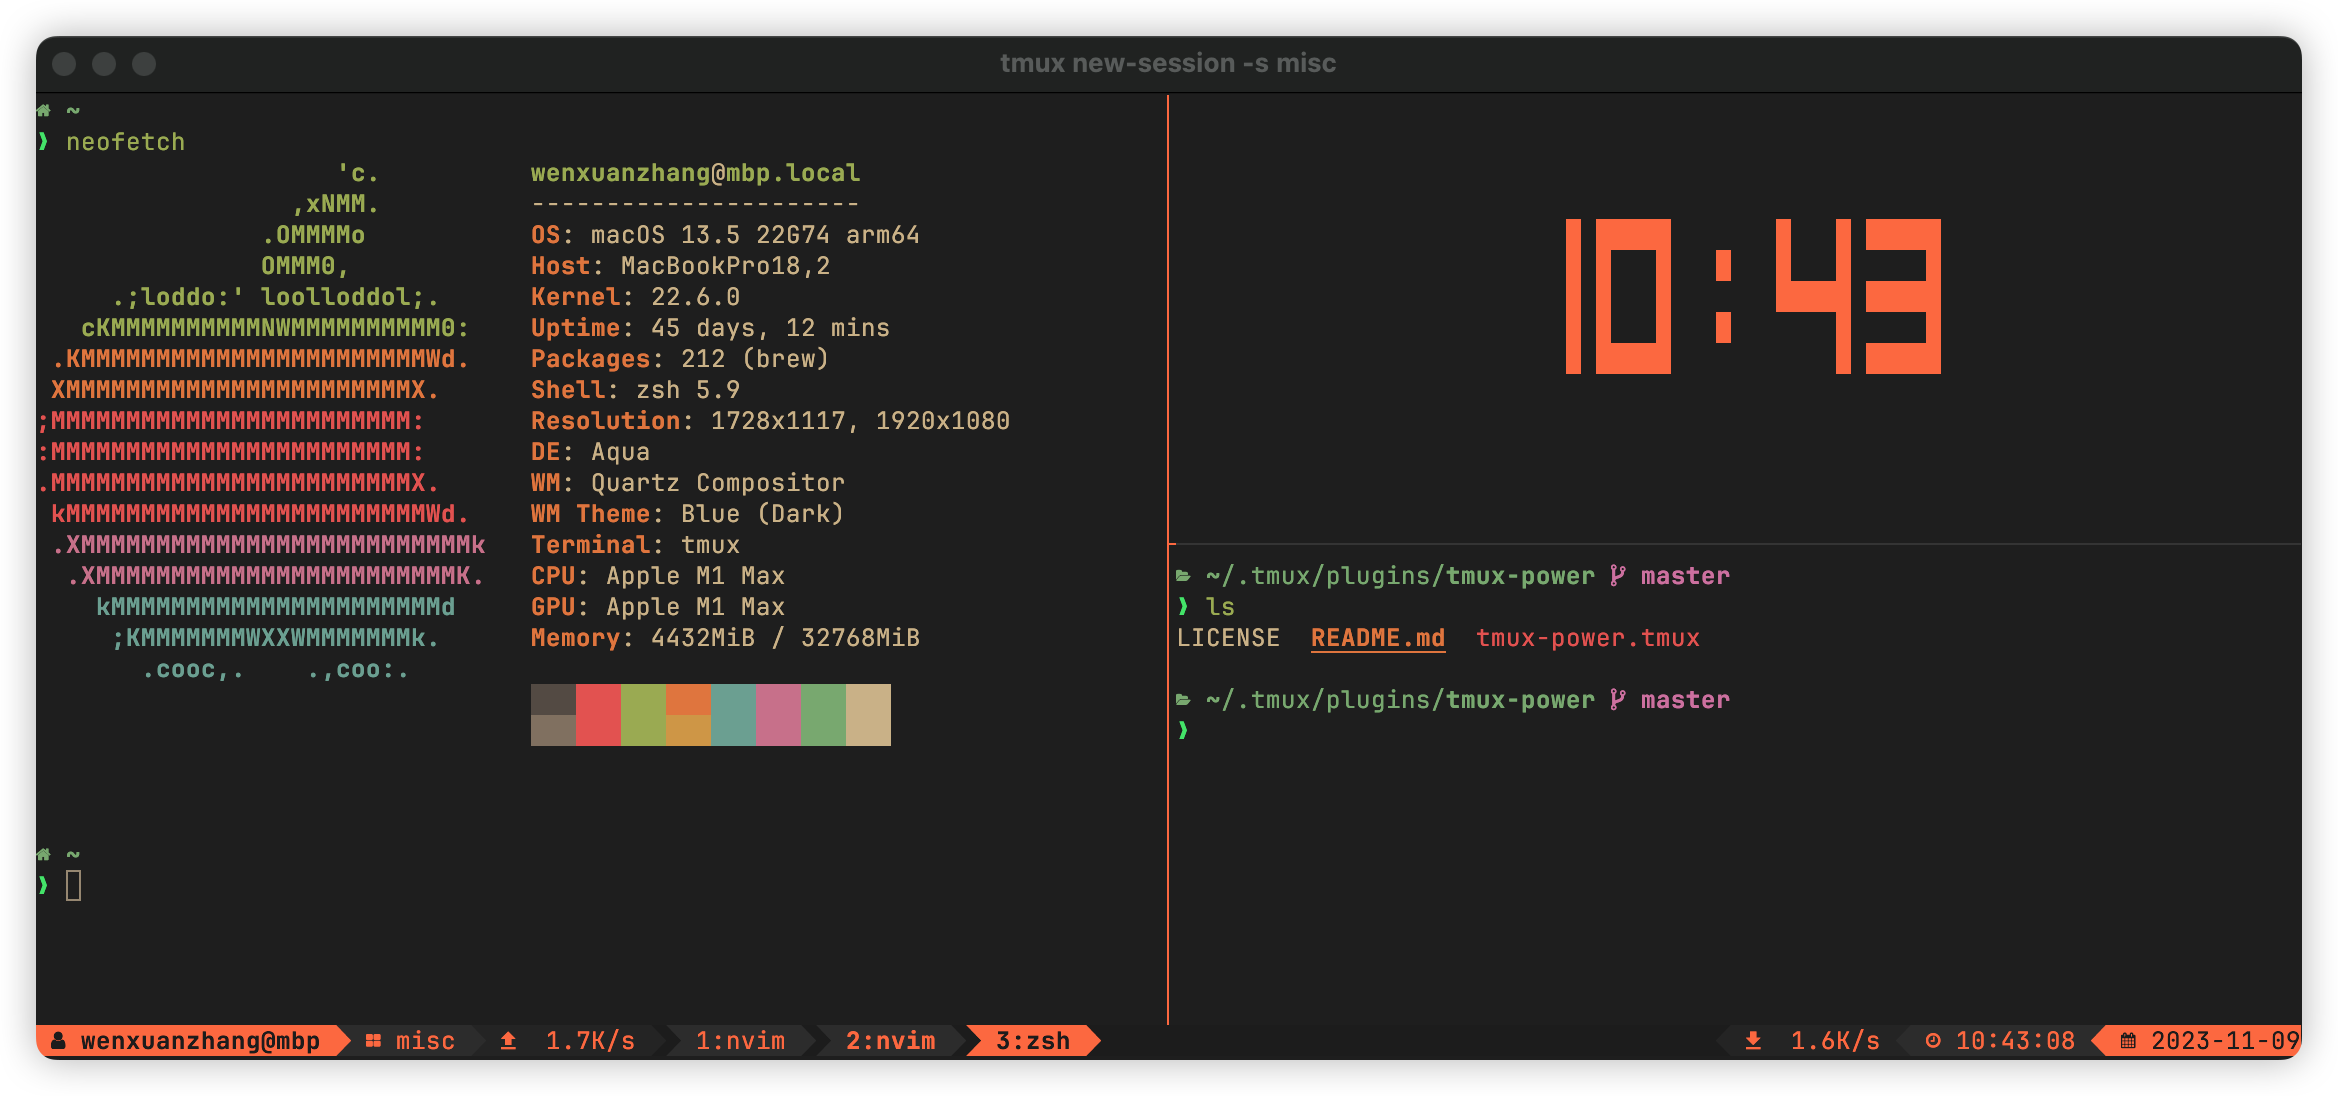 tmux new-session -s misc
~
❯ neofetch
'c.
,xNMM.
.OMMMMo
OMMM0,
.;loddo:' loolloddol;.
cKMMMMMMMMMMNWMMMMMMMMMM0:
.KMMMMMMMMMMMMMMMMMMMMMMMWd.
XMMMMMMMMMMMMMMMMMMMMMMMX.
;MMMMMMMMMMMMMMMMMMMMMMMM:
:MMMMMMMMMMMMMMMMMMMMMMMM:
.MMMMMMMMMMMMMMMMMMMMMMMMX.
kMMMMMMMMMMMMMMMMMMMMMMMMWd.
.XMMMMMMMMMMMMMMMMMMMMMMMMMMk
.XMMMMMMMMMMMMMMMMMMMMMMMMK.
kMMMMMMMMMMMMMMMMMMMMMMd
;KMMMMMMMWXXWMMMMMMMk.
.cooc,.    .,coo:.
wenxuanzhang@mbp.local
----------------------
OS: macOS 13.5 22G74 arm64
Host: MacBookPro18,2
Kernel: 22.6.0
Uptime: 45 days, 12 mins
Packages: 212 (brew)
Shell: zsh 5.9
Resolution: 1728x1117, 1920x1080
DE: Aqua
WM: Quartz Compositor
WM Theme: Blue (Dark)
Terminal: tmux
CPU: Apple M1 Max
GPU: Apple M1 Max
Memory: 4432MiB / 32768MiB
~
❯
10:43
~/.tmux/plugins/tmux-power master
❯ ls
LICENSE  README.md  tmux-power.tmux
~/.tmux/plugins/tmux-power master
❯
wenxuanzhang@mbp misc 1.7K/s 1:nvim 2:nvim 3:zsh 1.6K/s 10:43:08 2023-11-09